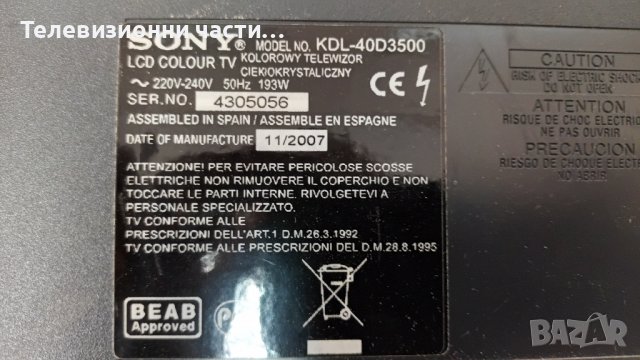 Телевизионни части…
SONY® MODEL NO. KDL-40D3500
LCD COLOUR TV KOLOROWY TELEWIZOR
CIEKŁOKRYSTALICZNY
~ 220V-240V 50Hz 193W
SER.NO. 4305056
ASSEMBLED IN SPAIN / ASSEMBLE EN ESPAGNE
DATE OF MANUFACTURE 11/2007
CE
ATTENZIONE! PER EVITARE PERICOLOSE SCOSSE
ELETTRICHE NON RIMUOVERE IL COPERCHIO E NON
TOCCARE LE PARTI INTERNE. RIVOLGETEVI A
PERSONALE SPECIALIZZATO.
TV CONFORME ALLE
PRESCRIZIONI DELL'ART.1 D.M.26.3.1992
TV CONFORME ALLE PRESCRIZIONI DEL D.M.28.8.1995
BEAB
Approved
CAUTION
RISK OF ELECTRIC SHOCK
DO NOT OPEN
ATTENTION
RISQUE DE CHOC ELECTRIC
NE PAS OUVRIR
PRECAUCION
RIESGO DE CHOQUE ELECT
NO ABRIR
BAZAR